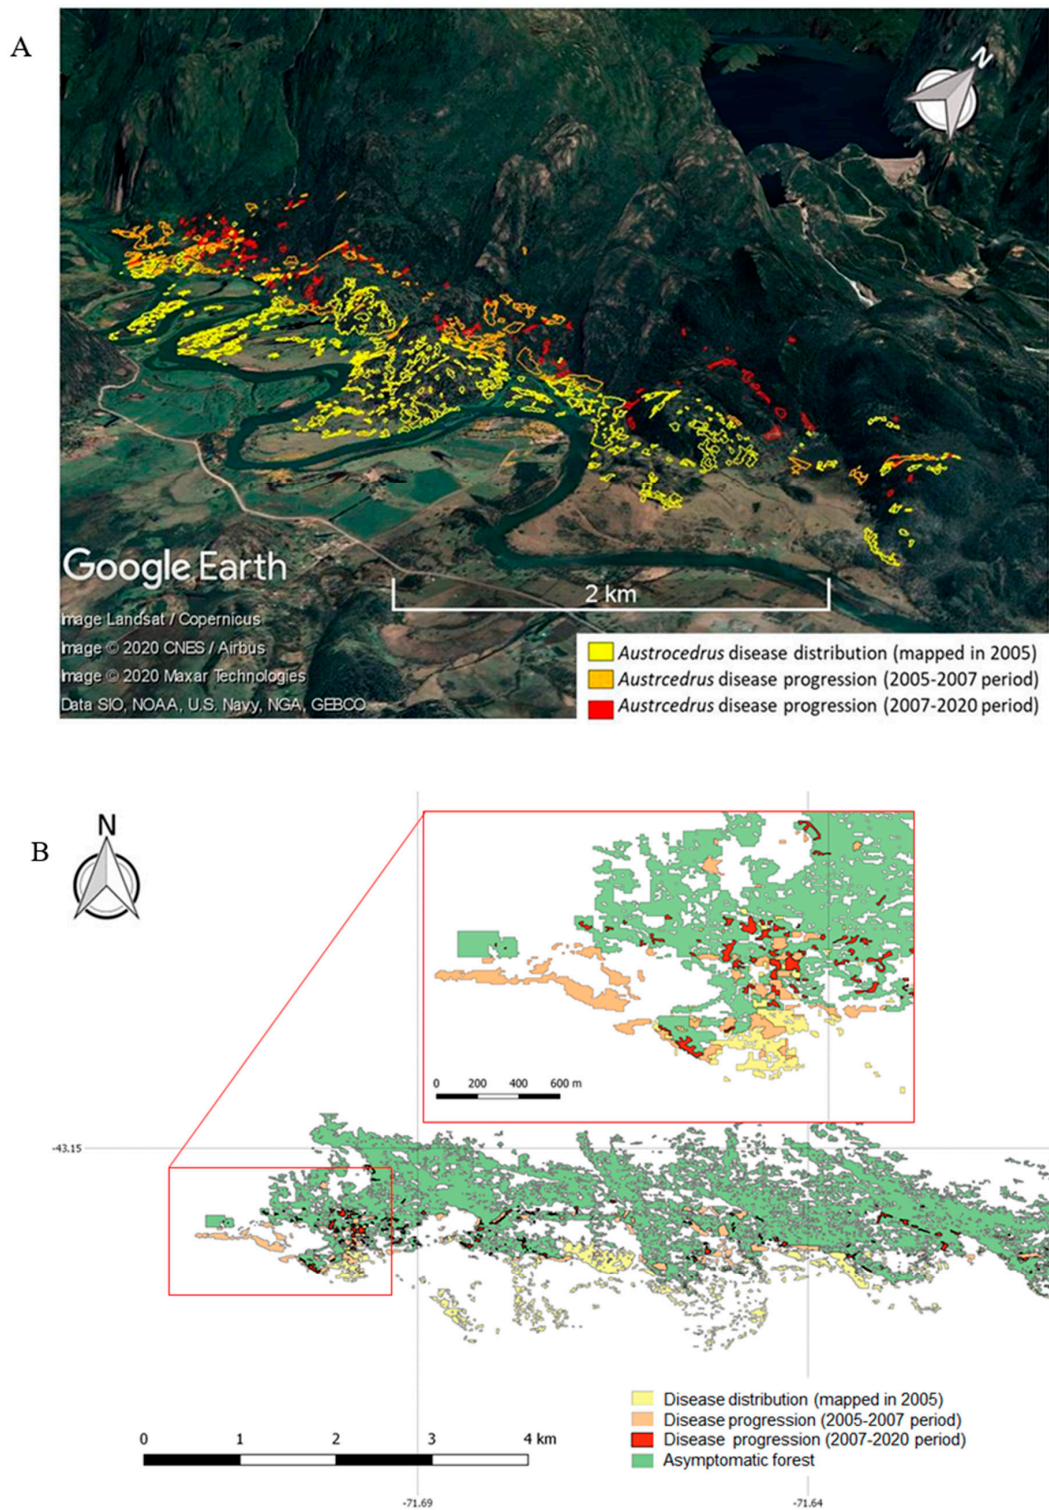 A
N
Google Earth
Image Landsat / Copernicus
Image © 2020 CNES / Airbus
Image © 2020 Maxar Technologies
Data SIO, NOAA, U.S. Navy, NGA, GEBCO
2 km
Austrocedrus disease distribution (mapped in 2005)
Austrcedrus disease progression (2005-2007 period)
Austrcedrus disease progression (2007-2020 period)
B
N
0 200 400 600 m
-43.15
Disease distribution (mapped in 2005)
Disease progression (2005-2007 period)
Disease progression (2007-2020 period)
Asymptomatic forest
0 1 2 3 4 km
-71.69 -71.64